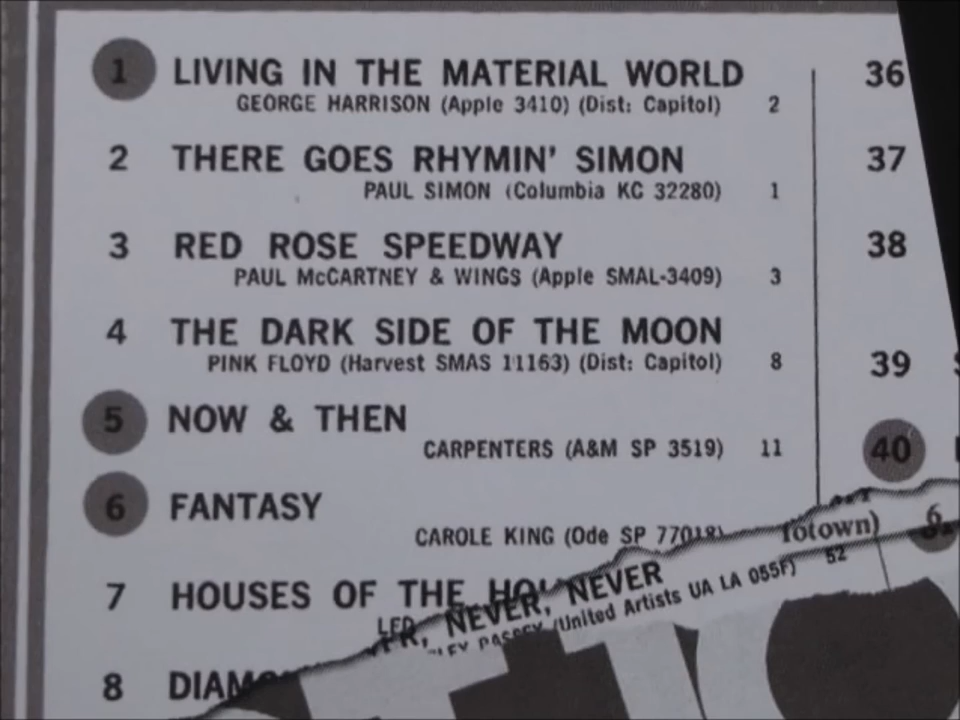 1 LIVING IN THE MATERIAL WORLD
GEORGE HARRISON (Apple 3410) (Dist: Capitol) 2
2 THERE GOES RHYMIN' SIMON
PAUL SIMON (Columbia KC 32280) 1
3 RED ROSE SPEEDWAY
PAUL McCARTNEY & WINGS (Apple SMAL-3409) 3
4 THE DARK SIDE OF THE MOON
PINK FLOYD (Harvest SMAS 11163) (Dist: Capitol) 8
5 NOW & THEN
CARPENTERS (A&M SP 3519) 11
6 FANTASY
CAROLE KING (Ode SP 77018)
7 HOUSES OF THE
LED
8
36
37
38
39
40
6
52
NEVER, NEVER
(United Artists UA LA 055F)